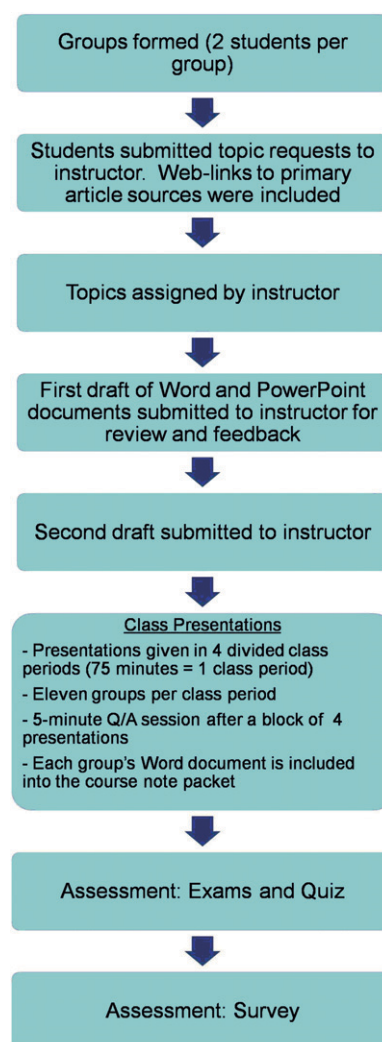 Groups formed (2 students per
group)
Students submitted topic requests to
instructor.  Web-links to primary
article sources were included
Topics assigned by instructor
First draft of Word and PowerPoint
documents submitted to instructor for
review and feedback
Second draft submitted to instructor
Class Presentations
- Presentations given in 4 divided class
periods (75 minutes = 1 class period)
- Eleven groups per class period
- 5-minute Q/A session after a block of 4
presentations
- Each group's Word document is included
into the course note packet
Assessment: Exams and Quiz
Assessment: Survey